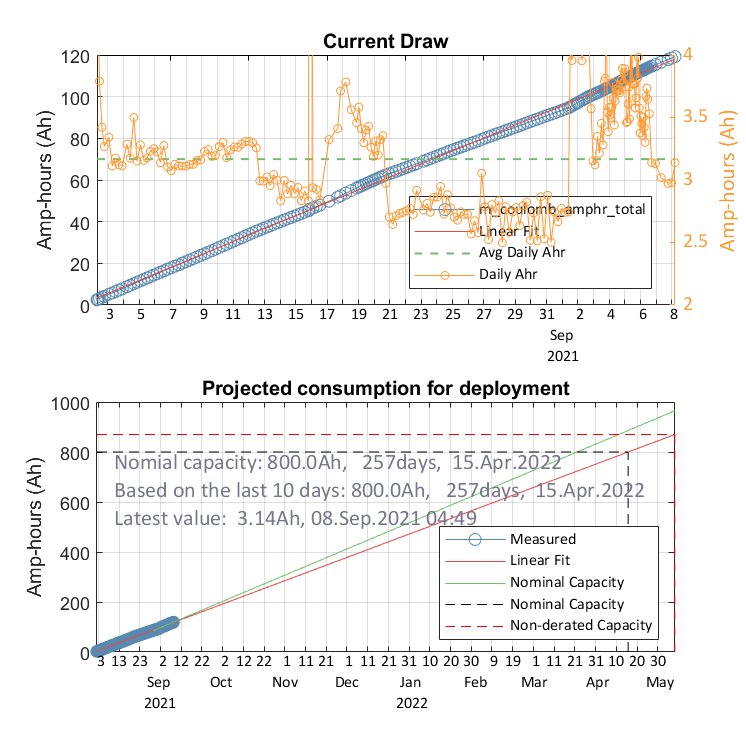 Current Draw
120
100
80
60
40
20
0
Amp-hours (Ah)
4
3.5
3
2.5
2
Amp-hours (Ah)
m_coulomb_amphr_total
Linear Fit
Avg Daily Ahr
Daily Ahr
3 5 7 9 11 13 15 17 19 21 23 25 27 29 31 2 4 6 8
Sep
2021
Projected consumption for deployment
1000
800
600
400
200
0
Amp-hours (Ah)
Nomial capacity: 800.0Ah, 257days, 15.Apr.2022
Based on the last 10 days: 800.0Ah, 257days, 15.Apr.2022
Latest value: 3.14Ah, 08.Sep.2021 04:49
Measured
Linear Fit
Nominal Capacity
Nominal Capacity
Non-derated Capacity
3 13 23 2 12 22 2 12 22 1 11 21 1 11 21 31 10 20 30 9 19 1 11 21 31 10 20 30
Sep Oct Nov Dec Jan Feb Mar Apr May
2021 2022